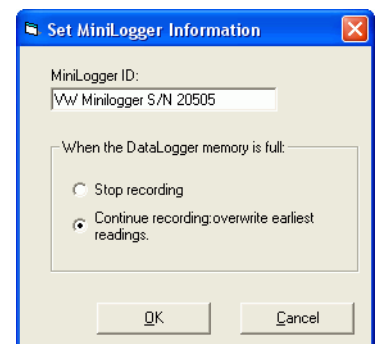 Set MiniLogger Information
MiniLogger ID:
VW Minilogger S/N 20505
When the DataLogger memory is full:
Stop recording
Continue recording:overwrite earliest
readings.
OK
Cancel